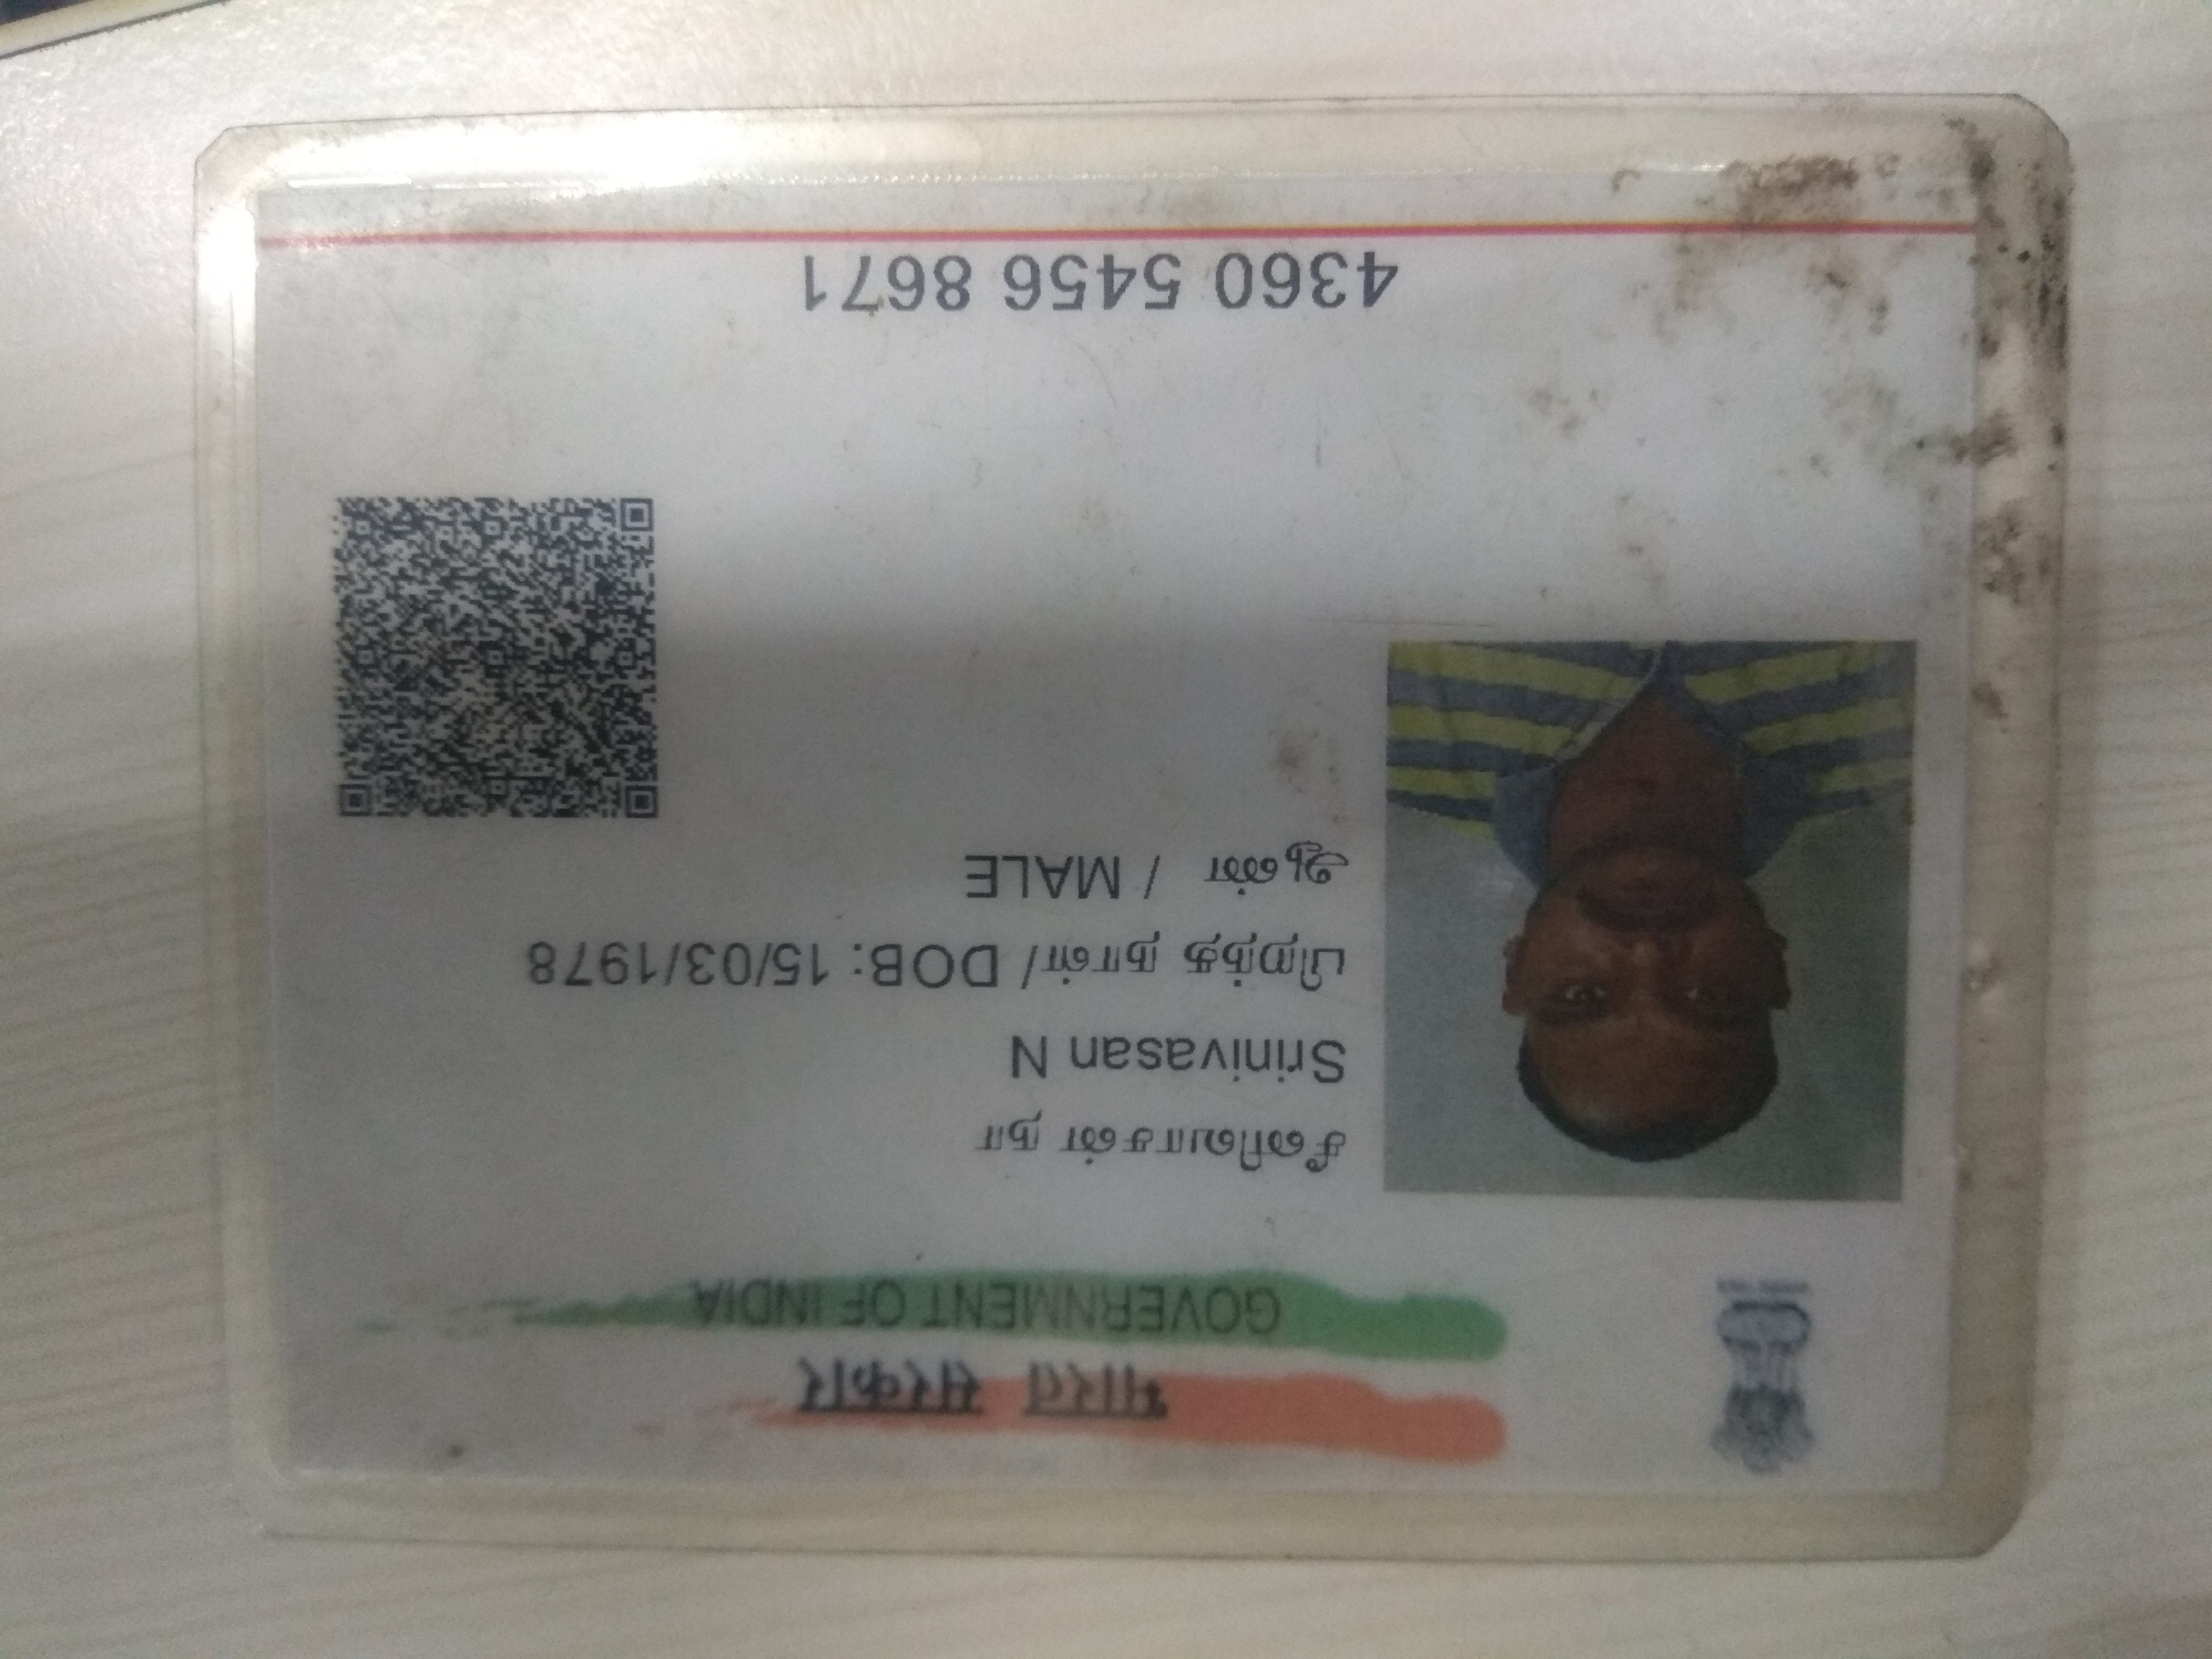 भारत सरकार
GOVERNMENT OF INDIA
சீனிவாசன் நா
Srinivasan N
பிறந்த நாள்/ DOB: 15/03/1978
ஆண் / MALE
4360 5456 8671